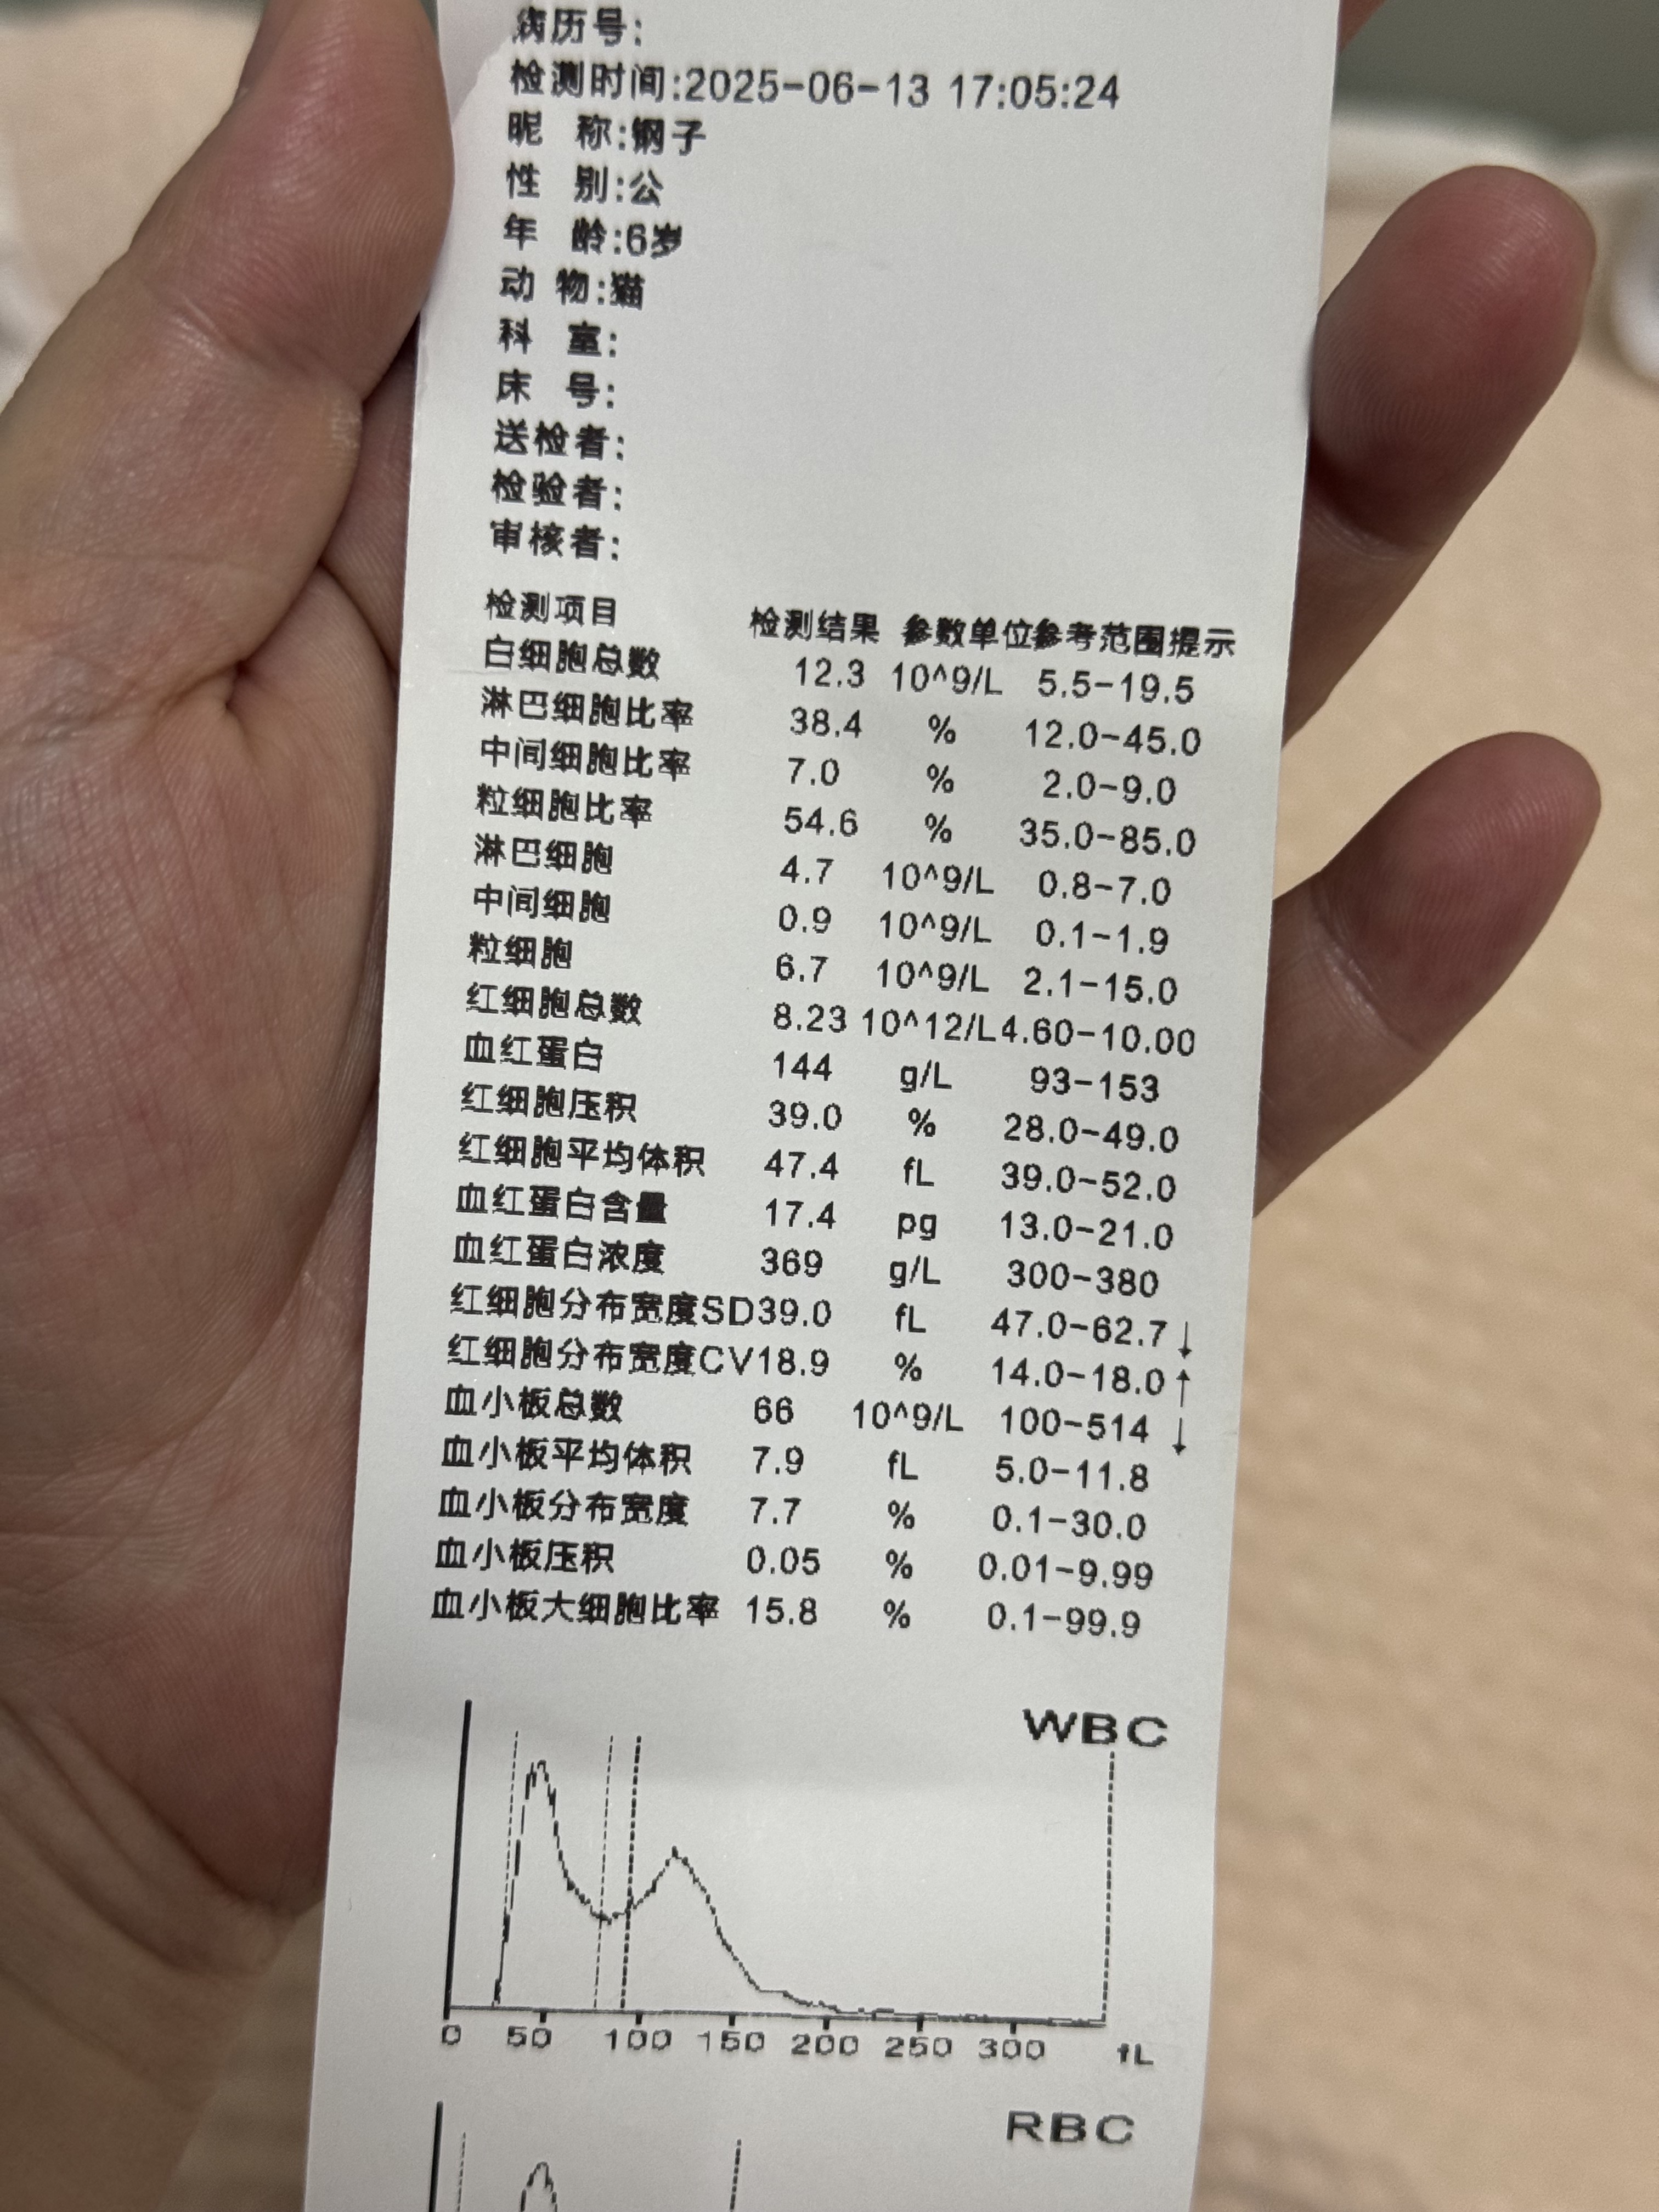 病历号:
检测时间:2025-06-13 17:05:24
昵 称:钢子
性 别:公
年 龄:6岁
动 物:猫
科 室:
床 号:
送检者:
检验者:
审核者:
检测项目 检测结果 参数单位参考范围提示
白细胞总数 12.3 10^9/L 5.5-19.5
淋巴细胞比率 38.4 % 12.0-45.0
中间细胞比率 7.0 % 2.0-9.0
粒细胞比率 54.6 % 35.0-85.0
淋巴细胞 4.7 10^9/L 0.8-7.0
中间细胞 0.9 10^9/L 0.1-1.9
粒细胞 6.7 10^9/L 2.1-15.0
红细胞总数 8.23 10^12/L4.60-10.00
血红蛋白 144 g/L 93-153
红细胞压积 39.0 % 28.0-49.0
红细胞平均体积 47.4 fL 39.0-52.0
血红蛋白含量 17.4 pg 13.0-21.0
血红蛋白浓度 369 g/L 300-380
红细胞分布宽度SD39.0 fL 47.0-62.7↓
红细胞分布宽度CV18.9 % 14.0-18.0↑
血小板总数 66 10^9/L 100-514 ↓
血小板平均体积 7.9 fL 5.0-11.8
血小板分布宽度 7.7 % 0.1-30.0
血小板压积 0.05 % 0.01-9.99
血小板大细胞比率 15.8 % 0.1-99.9
WBC
0 50 100 150 200 250 300 fL
RBC